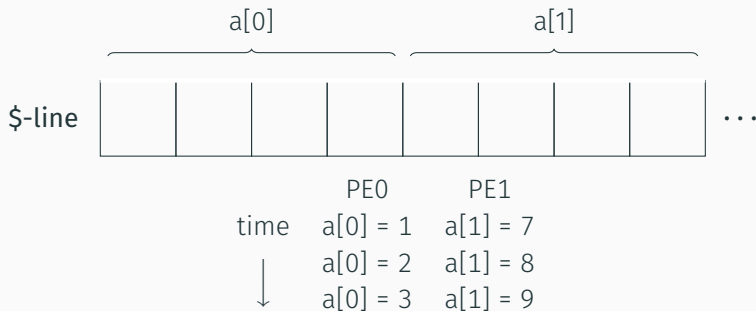 a[0] a[1]
$-line ...
PE0 PE1
time a[0] = 1 a[1] = 7
a[0] = 2 a[1] = 8
a[0] = 3 a[1] = 9